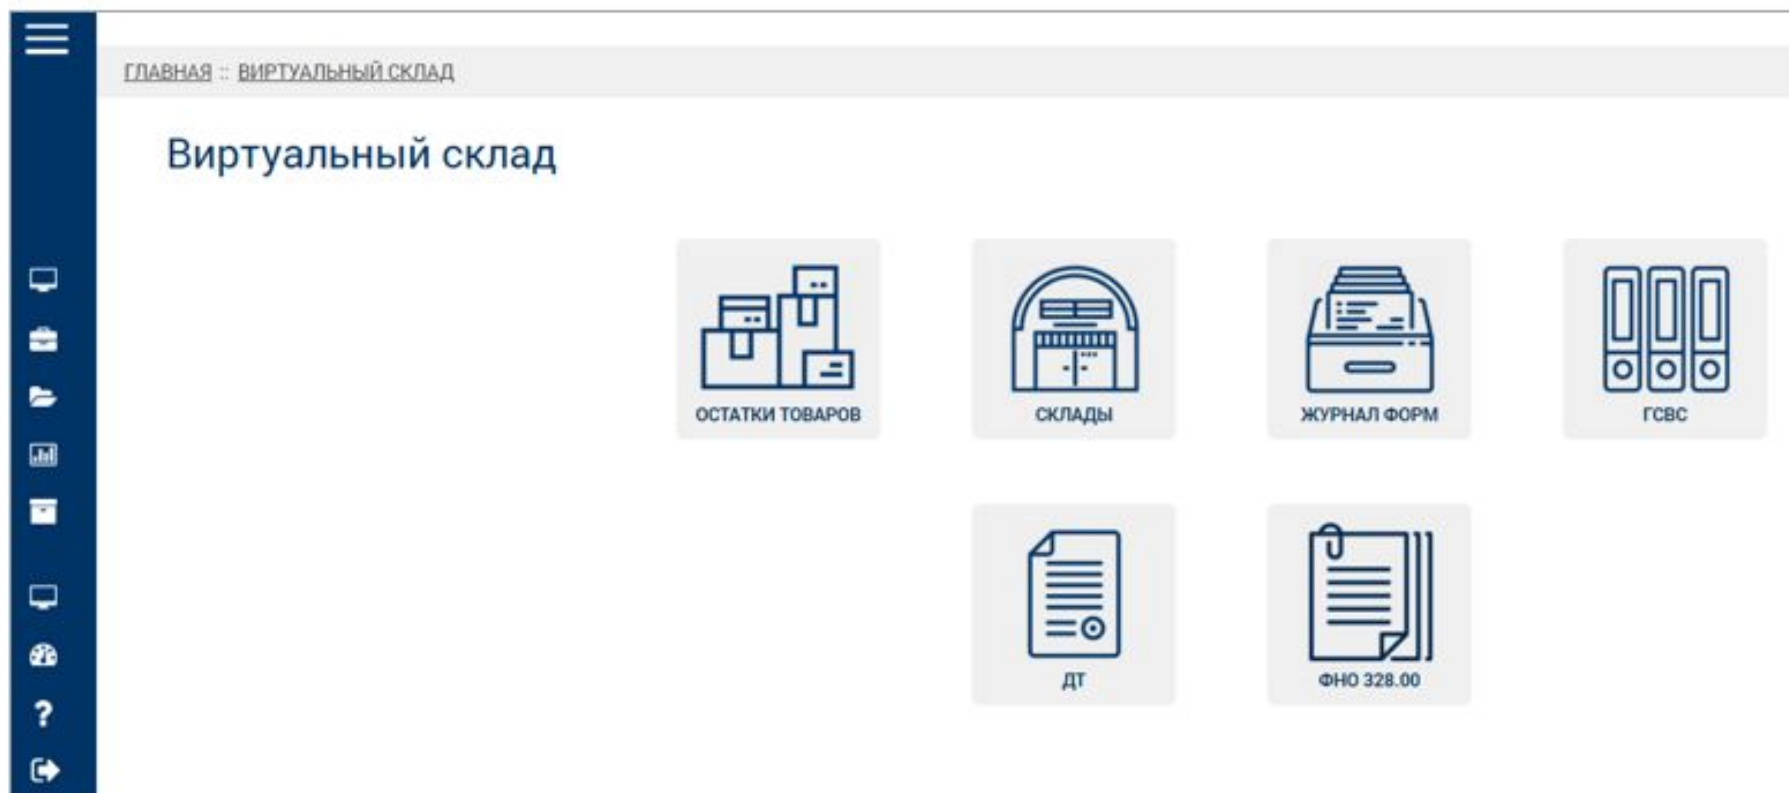 ГЛАВНАЯ :: ВИРТУАЛЬНЫЙ СКЛАД
Виртуальный склад
ОСТАТКИ ТОВАРОВ
СКЛАДЫ
ЖУРНАЛ ФОРМ
ГСВС
ДТ
ФНО 328.00
?